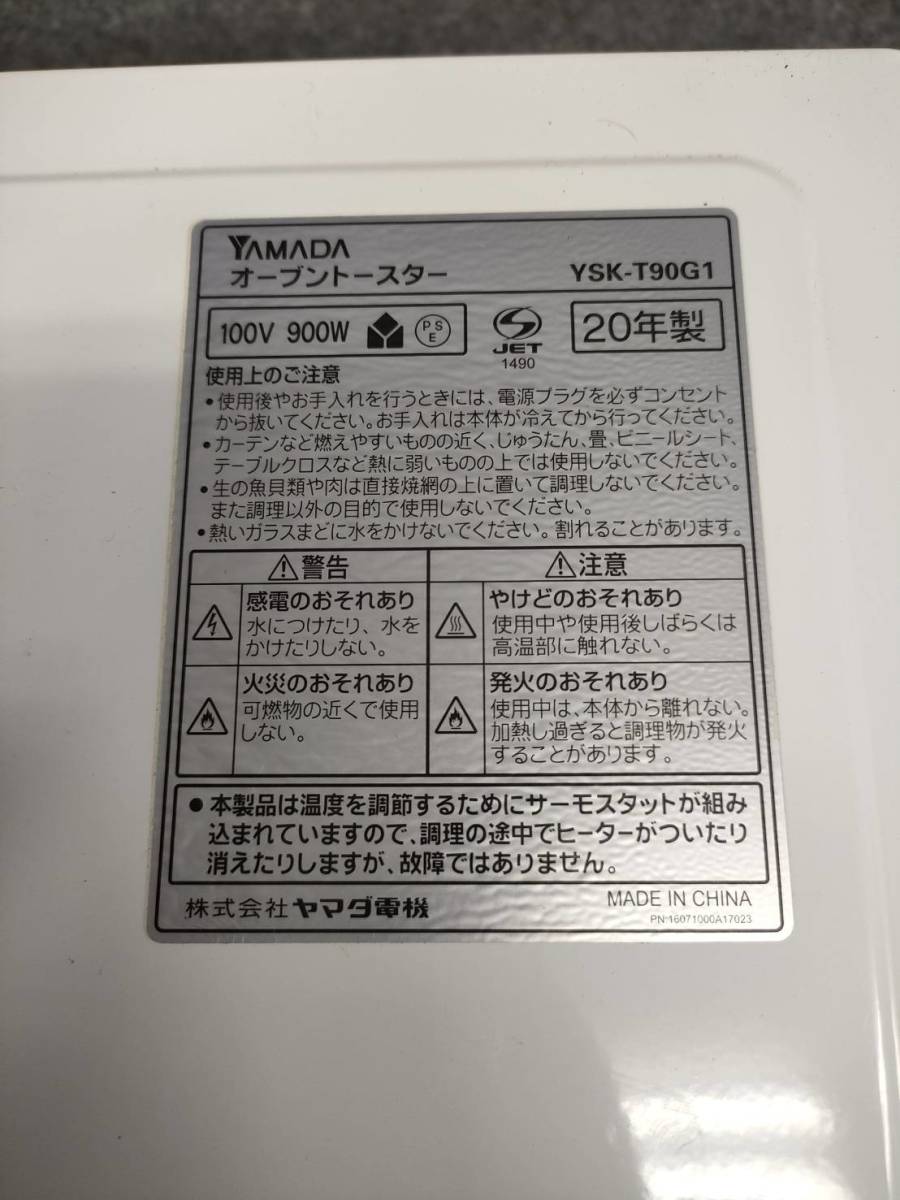 YAMADA
オーブントースター YSK-T90G1
100V 900W PSE JET 1490 20年製
使用上のご注意
•使用後やお手入れを行うときには、電源プラグを必ずコンセント
から抜いてください。お手入れは本体が冷えてから行ってください。
•カーテンなど燃えやすいものの近く、じゅうたん、畳、ビニールシート、
テーブルクロスなど熱に弱いものの上では使用しないでください。
•生の魚貝類や肉は直接焼網の上に置いて調理しないでください。
また調理以外の目的で使用しないでください。
•熱いガラスまどに水をかけないでください。割れることがあります。
警告
感電のおそれあり
水につけたり、水を
かけたりしない。
火災のおそれあり
可燃物の近くで使用
しない。
注意
やけどのおそれあり
使用中や使用後しばらくは
高温部に触れない。
発火のおそれあり
使用中は、本体から離れない。
加熱し過ぎると調理物が発火
することがあります。
●本製品は温度を調節するためにサーモスタットが組み
込まれていますので、調理の途中でヒーターがついたり
消えたりしますが、故障ではありません。
株式会社ヤマダ電機 MADE IN CHINA
PN:16071000A17023